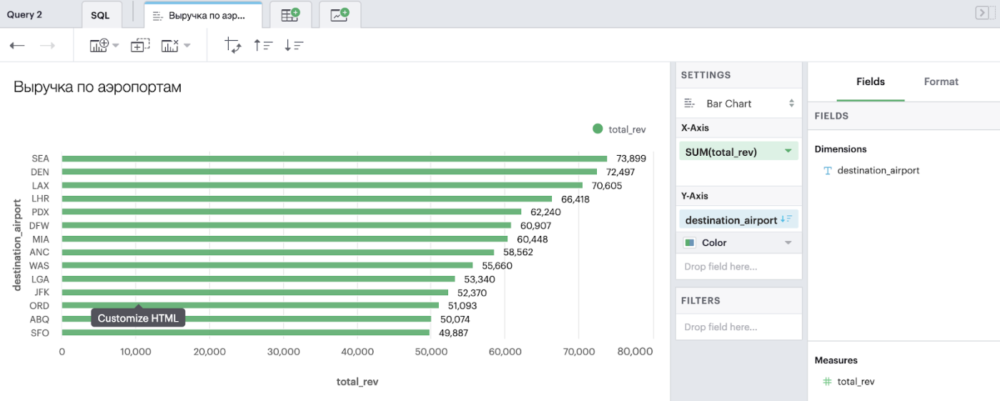 Query 2
SQL
Выручка по аэр...
Выручка по аэропортам
total_rev
destination_airport
SEA 73,899
DEN 72,497
LAX 70,605
LHR 66,418
PDX 62,240
DFW 60,907
MIA 60,448
ANC 58,562
WAS 55,660
LGA 53,340
JFK 52,370
ORD 51,093
Customize HTML
ABQ 50,074
SFO 49,887
0 10,000 20,000 30,000 40,000 50,000 60,000 70,000 80,000
total_rev
SETTINGS
Bar Chart
X-Axis
SUM(total_rev)
Y-Axis
destination_airport
Color
Drop field here...
FILTERS
Drop field here...
Fields Format
FIELDS
Dimensions
destination_airport
Measures
total_rev